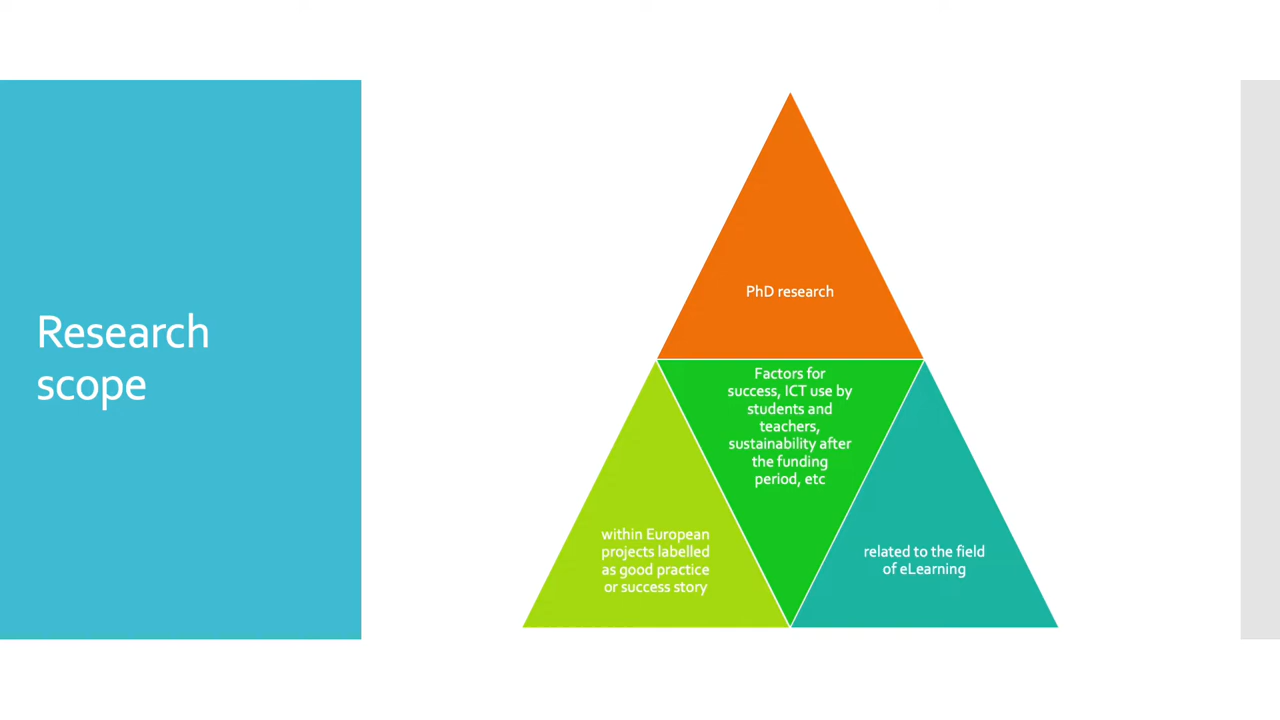 Research
scope
PhD research
Factors for
success, ICT use by
students and
teachers,
sustainability after
the funding
period, etc
within European
projects labelled
as good practice
or success story
related to the field
of eLearning